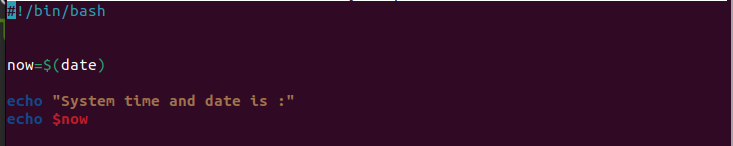 #!/bin/bash
now=$(date)
echo "System time and date is :"
echo $now